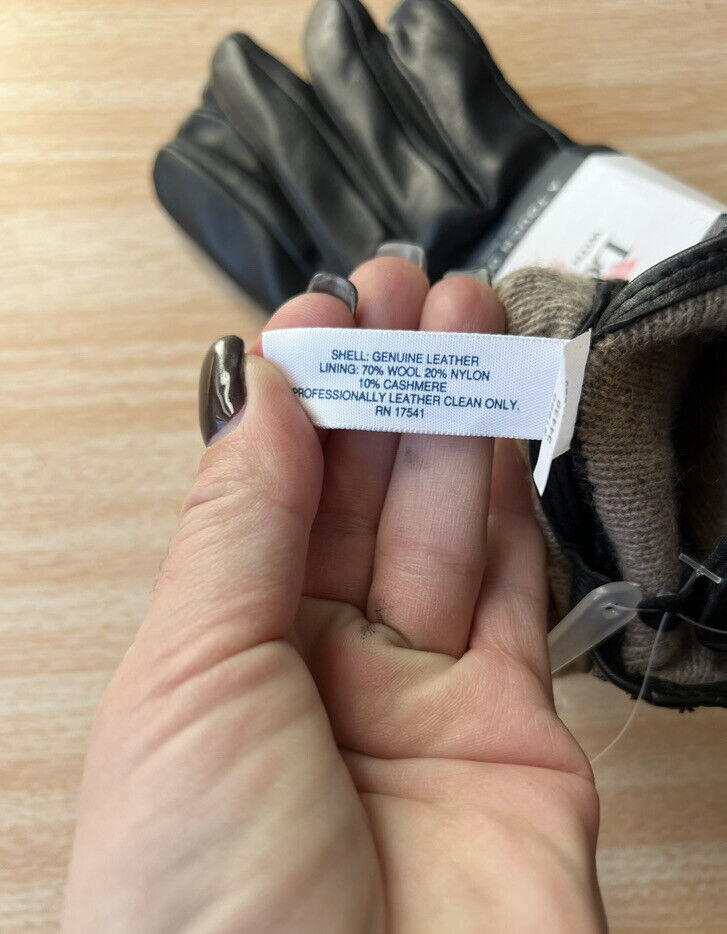 SHELL: GENUINE LEATHER
LINING: 70% WOOL 20% NYLON
10% CASHMERE
PROFESSIONALLY LEATHER CLEAN ONLY.
RN 17541